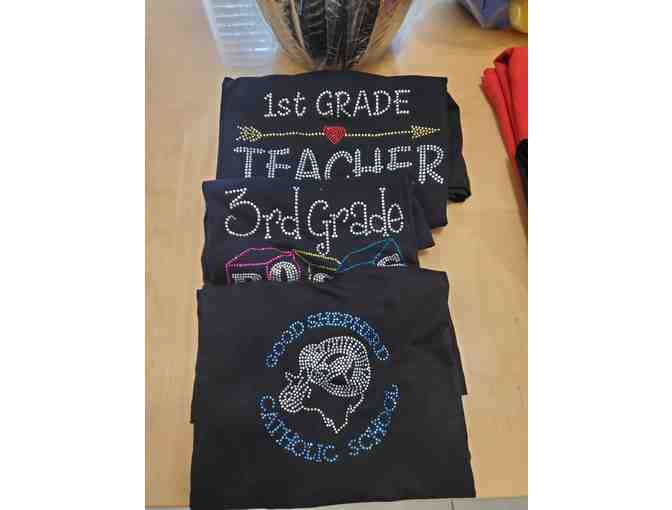 1st GRADE
TEACHER
3rd Grade
GOOD SHEPHERD
CATHOLIC SCHOOL